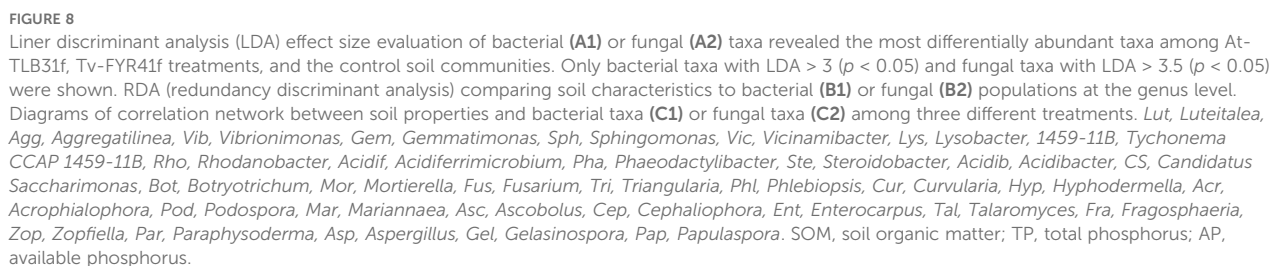 FIGURE 8
Liner discriminant analysis (LDA) effect size evaluation of bacterial (A1) or fungal (A2) taxa revealed the most differentially abundant taxa among At-
TLB31f, Tv-FYR41f treatments, and the control soil communities. Only bacterial taxa with LDA > 3 (p < 0.05) and fungal taxa with LDA > 3.5 (p < 0.05)
were shown. RDA (redundancy discriminant analysis) comparing soil characteristics to bacterial (B1) or fungal (B2) populations at the genus level.
Diagrams of correlation network between soil properties and bacterial taxa (C1) or fungal taxa (C2) among three different treatments. Lut, Luteitalea,
Agg, Aggregatilinea, Vib, Vibrionimonas, Gem, Gemmatimonas, Sph, Sphingomonas, Vic, Vicinamibacter, Lys, Lysobacter, 1459-11B, Tychonema
CCAP 1459-11B, Rho, Rhodanobacter, Acidif, Acidiferrimicrobium, Pha, Phaeodactylibacter, Ste, Steroidobacter, Acidib, Acidibacter, CS, Candidatus
Saccharimonas, Bot, Botryotrichum, Mor, Mortierella, Fus, Fusarium, Tri, Triangularia, Phl, Phlebiopsis, Cur, Curvularia, Hyp, Hyphodermella, Acr,
Acrophialophora, Pod, Podospora, Mar, Mariannaea, Asc, Ascobolus, Cep, Cephaliophora, Ent, Enterocarpus, Tal, Talaromyces, Fra, Fragosphaeria,
Zop, Zopfiella, Par, Paraphysoderma, Asp, Aspergillus, Gel, Gelasinospora, Pap, Papulaspora. SOM, soil organic matter; TP, total phosphorus; AP,
available phosphorus.